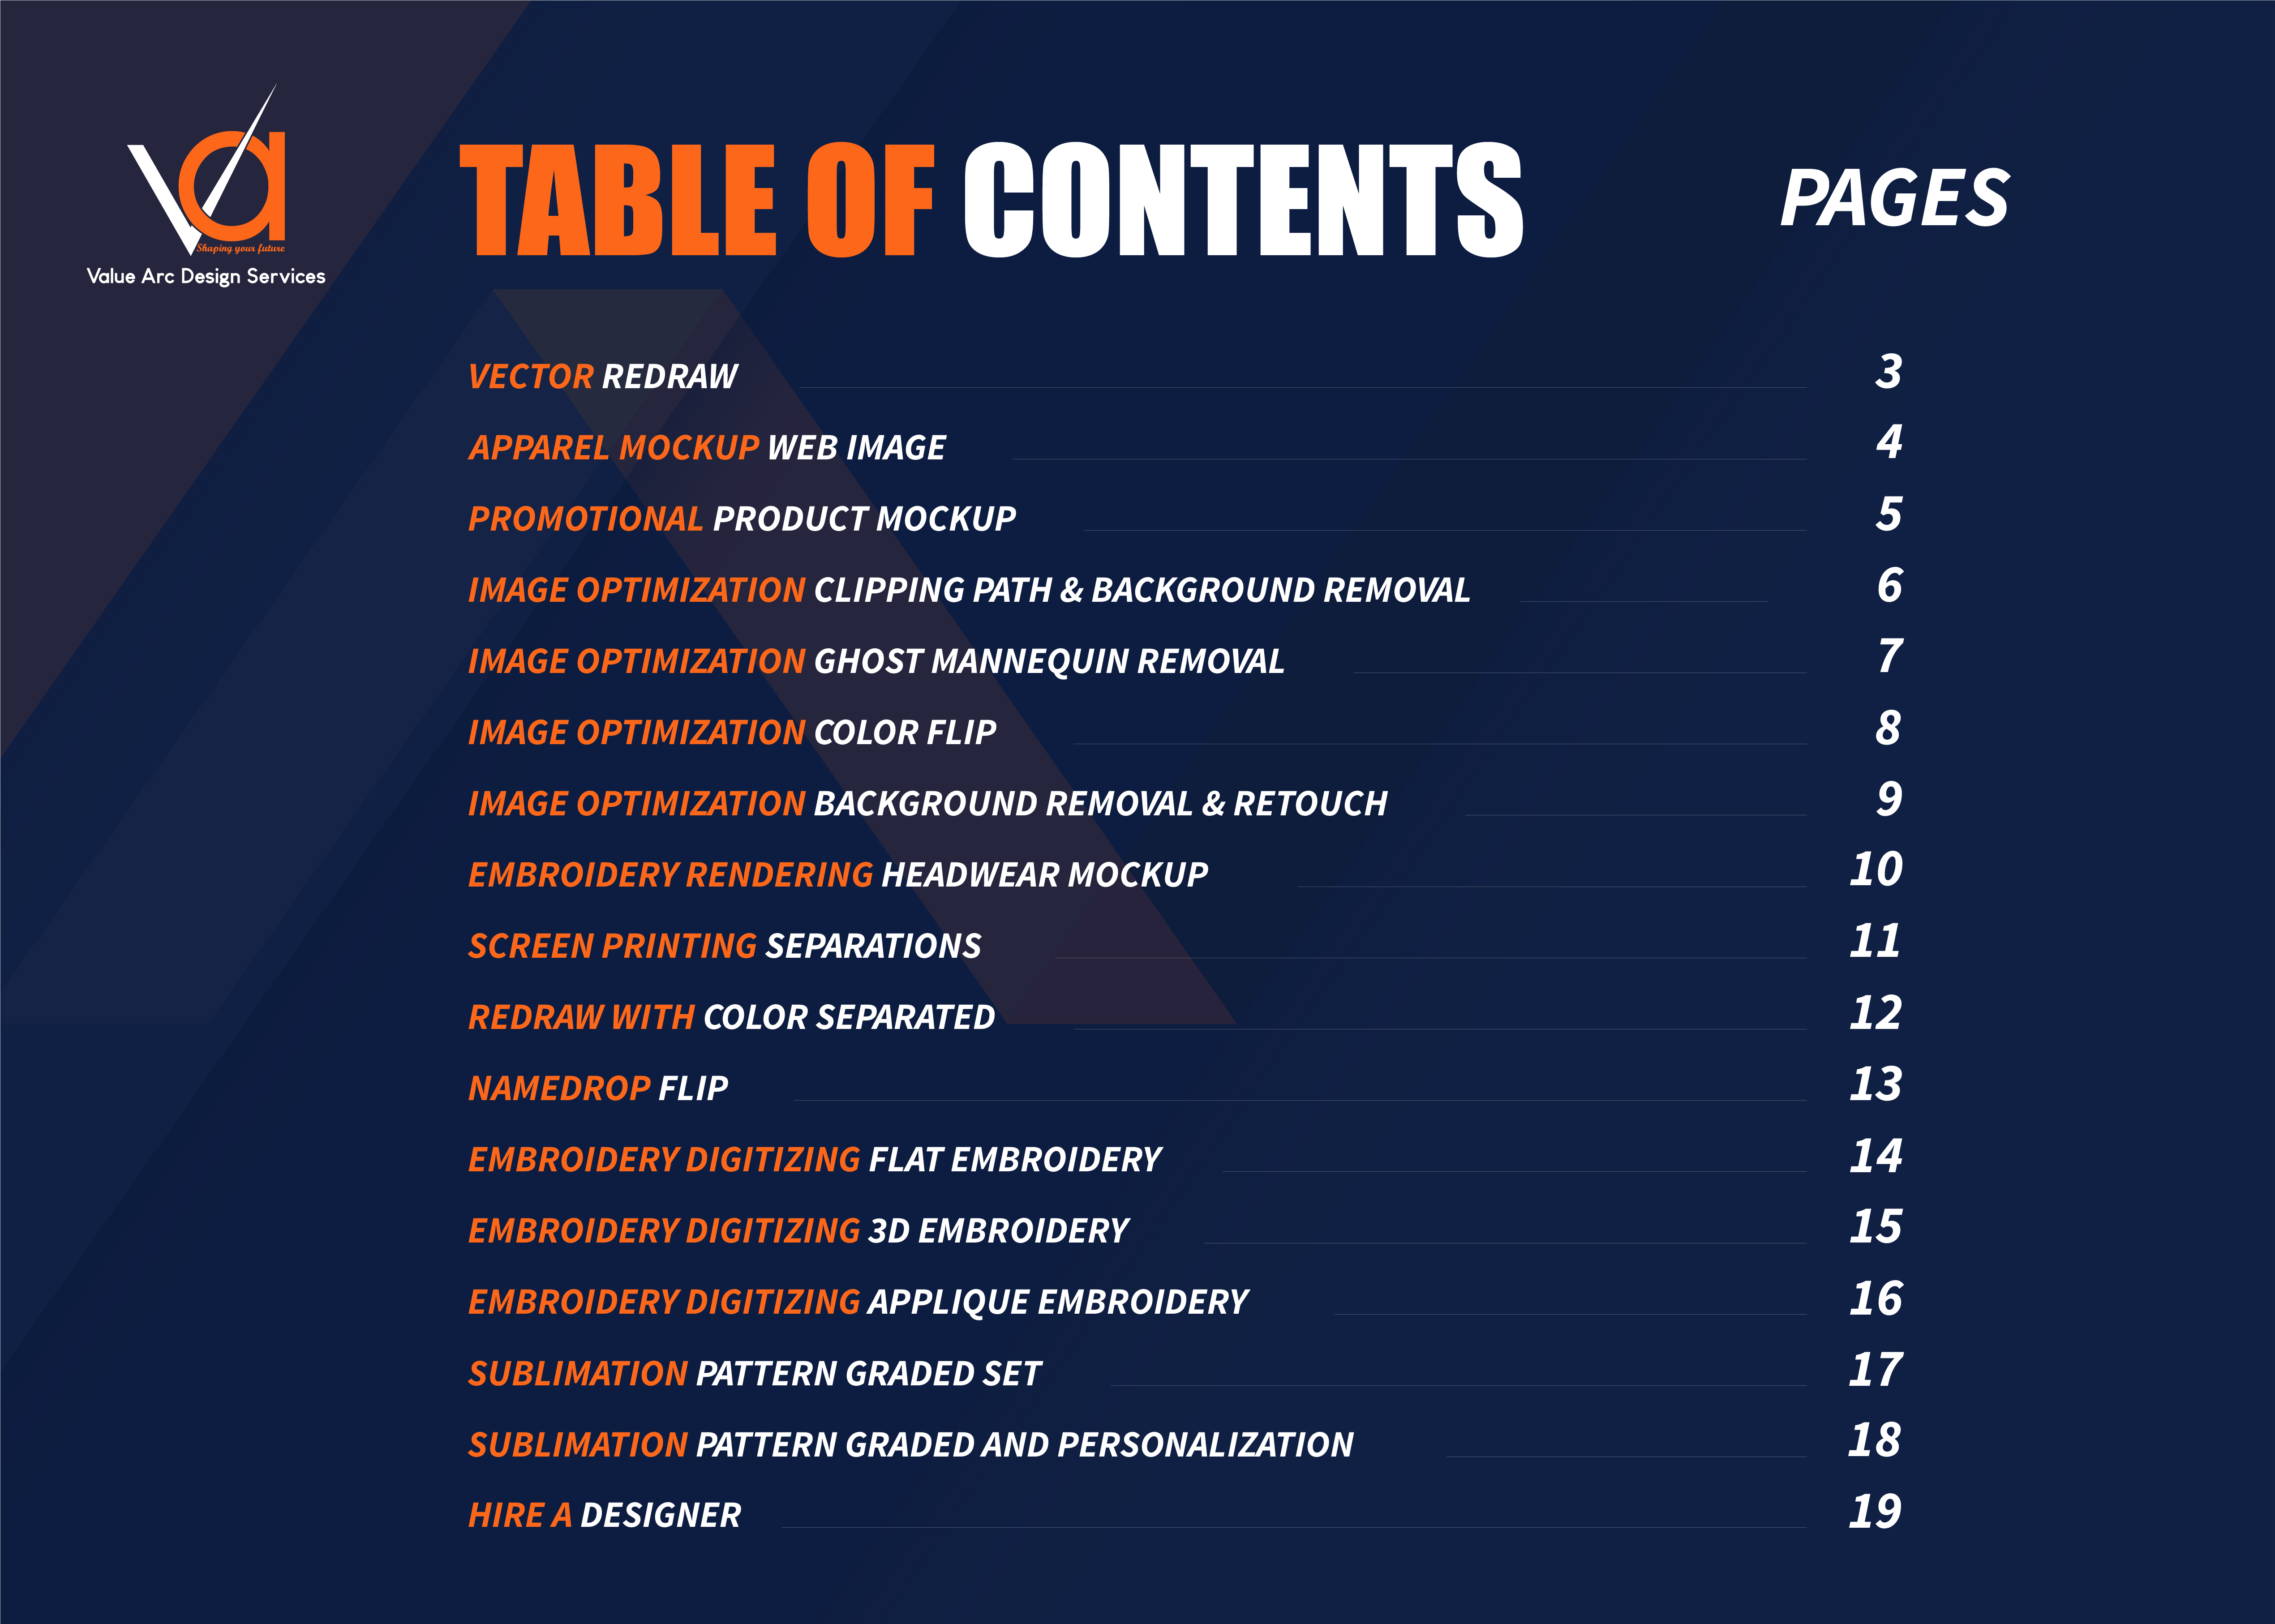 va
Shaping your future
Value Arc Design Services
TABLE OF CONTENTS
PAGES
VECTOR REDRAW 3
APPAREL MOCKUP WEB IMAGE 4
PROMOTIONAL PRODUCT MOCKUP 5
IMAGE OPTIMIZATION CLIPPING PATH & BACKGROUND REMOVAL 6
IMAGE OPTIMIZATION GHOST MANNEQUIN REMOVAL 7
IMAGE OPTIMIZATION COLOR FLIP 8
IMAGE OPTIMIZATION BACKGROUND REMOVAL & RETOUCH 9
EMBROIDERY RENDERING HEADWEAR MOCKUP 10
SCREEN PRINTING SEPARATIONS 11
REDRAW WITH COLOR SEPARATED 12
NAMEDROP FLIP 13
EMBROIDERY DIGITIZING FLAT EMBROIDERY 14
EMBROIDERY DIGITIZING 3D EMBROIDERY 15
EMBROIDERY DIGITIZING APPLIQUE EMBROIDERY 16
SUBLIMATION PATTERN GRADED SET 17
SUBLIMATION PATTERN GRADED AND PERSONALIZATION 18
HIRE A DESIGNER 19